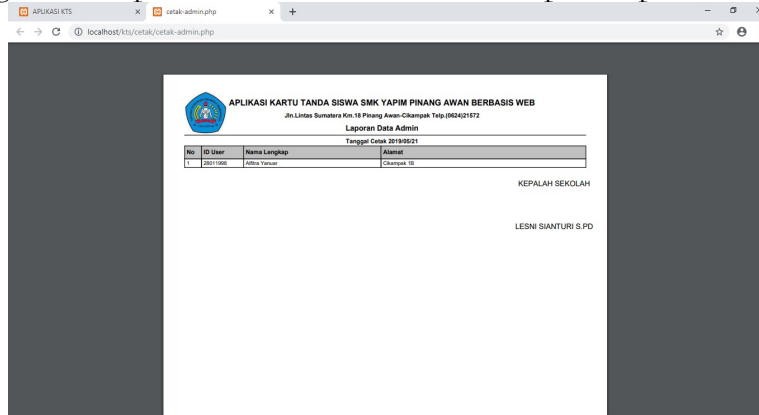 APLIKASI KTS
cetak-admin.php
localhost/kts/cetak/cetak-admin.php
APLIKASI KARTU TANDA SISWA SMK YAPIM PINANG AWAN BERBASIS WEB
Jln.Lintas Sumatera Km.18 Pinang Awan-Cikampak Telp.(0624)21572
Laporan Data Admin
Tanggal Cetak 2019/05/21
No ID User Nama Lengkap Alamat
1 28011998 Alfitra Yanuar Cikampak 1B
KEPALAH SEKOLAH
LESNI SIANTURI S.PD